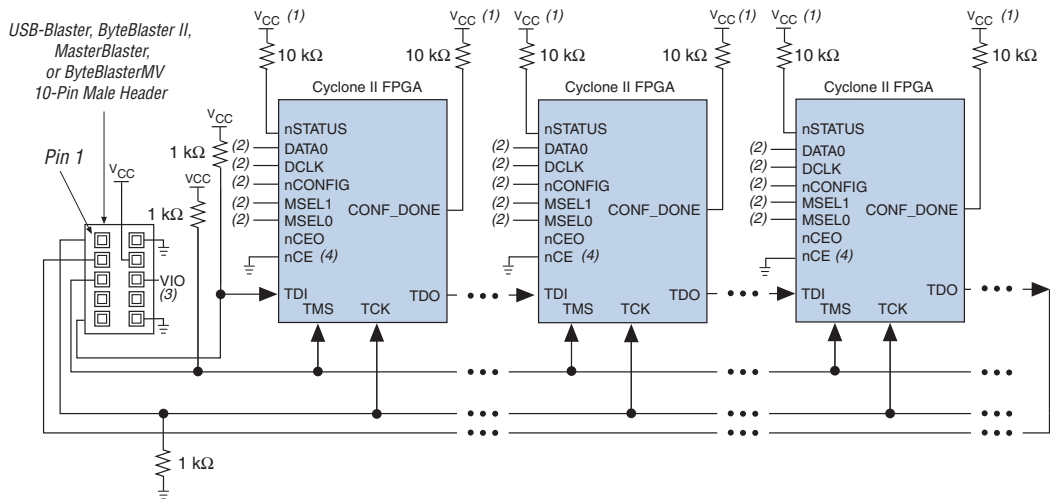 USB-Blaster, ByteBlaster II,
MasterBlaster,
or ByteBlasterMV
10-Pin Male Header
Pin 1
VCC
VIO
(3)
VCC
1 kΩ
VCC
1 kΩ
1 kΩ
VCC (1)
10 kΩ
VCC (1)
10 kΩ
Cyclone II FPGA
nSTATUS
(2) DATA0
(2) DCLK
(2) nCONFIG
(2) MSEL1
(2) MSEL0
CONF_DONE
nCEO
nCE (4)
TDI
TDO
TMS
TCK
VCC (1)
10 kΩ
VCC (1)
10 kΩ
Cyclone II FPGA
nSTATUS
(2) DATA0
(2) DCLK
(2) nCONFIG
(2) MSEL1
(2) MSEL0
CONF_DONE
nCEO
nCE (4)
TDI
TDO
TMS
TCK
VCC (1)
10 kΩ
VCC (1)
10 kΩ
Cyclone II FPGA
nSTATUS
(2) DATA0
(2) DCLK
(2) nCONFIG
(2) MSEL1
(2) MSEL0
CONF_DONE
nCEO
nCE (4)
TDI
TDO
TMS
TCK